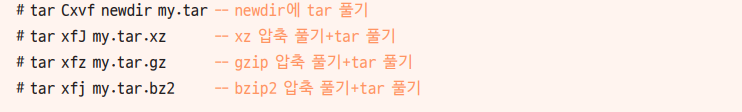 # tar Cxvf newdir my.tar -- newdir에 tar 풀기
# tar xfJ my.tar.xz -- xz 압축 풀기+tar 풀기
# tar xfz my.tar.gz -- gzip 압축 풀기+tar 풀기
# tar xfj my.tar.bz2 -- bzip2 압축 풀기+tar 풀기